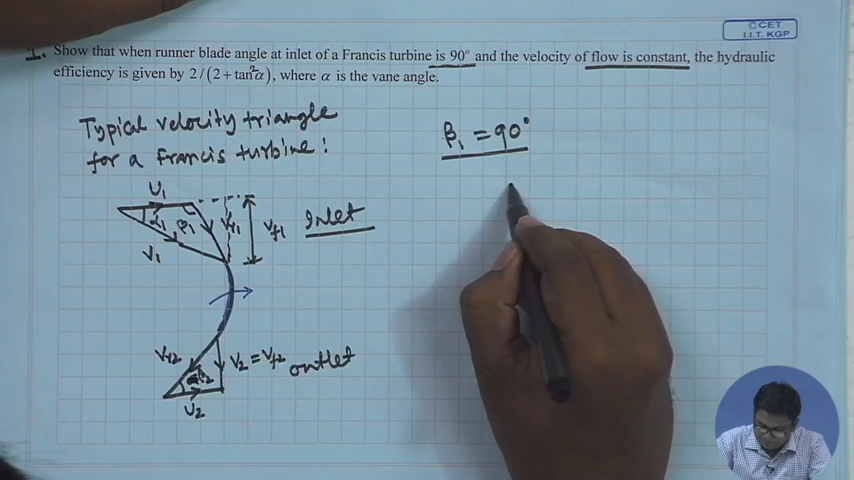 ©CET
I.I.T. KGP
1. Show that when runner blade angle at inlet of a Francis turbine is 90° and the velocity of flow is constant, the hydraulic
efficiency is given by 2/(2 + tan²α), where α is the vane angle.
Typical velocity triangle
for a Francis turbine:
β₁ = 90°
U₁
α₁ β₁ Vr₁ Vf₁ Inlet
V₁
Vr₂ V₂ = Vf₂ outlet
U₂